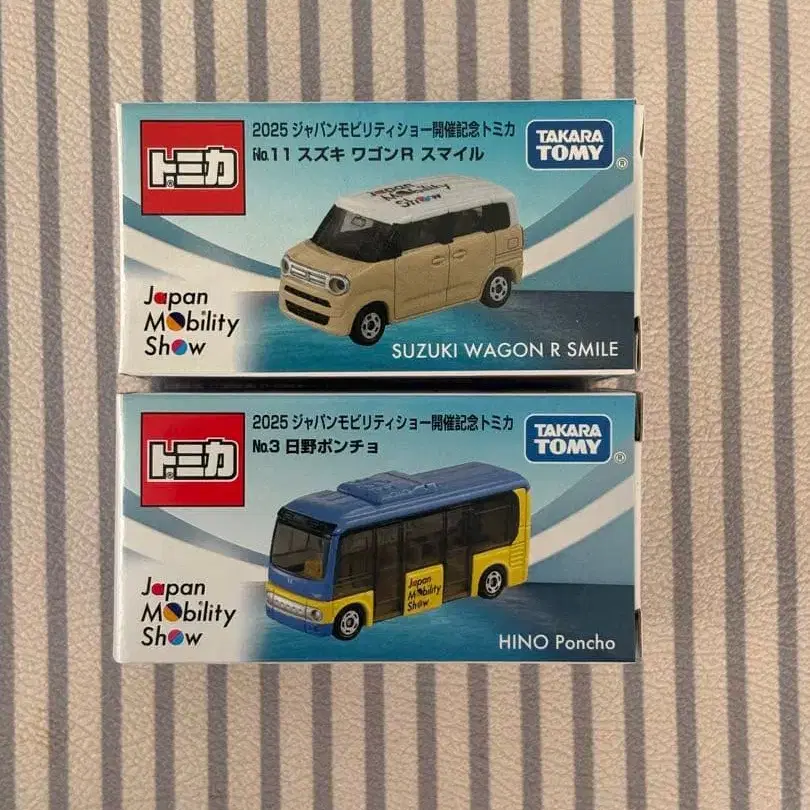 トミカ
2025 ジャパンモビリティショー開催記念トミカ
No.11 スズキ ワゴンR スマイル
TAKARA
TOMY
®
Japan
Mobility
Show
Japan
Mobility
Show
SUZUKI WAGON R SMILE
トミカ
2025 ジャパンモビリティショー開催記念トミカ
No.3 日野ポンチョ
TAKARA
TOMY
®
Japan
Mobility
Show
Japan
Mobility
Show
HINO Poncho